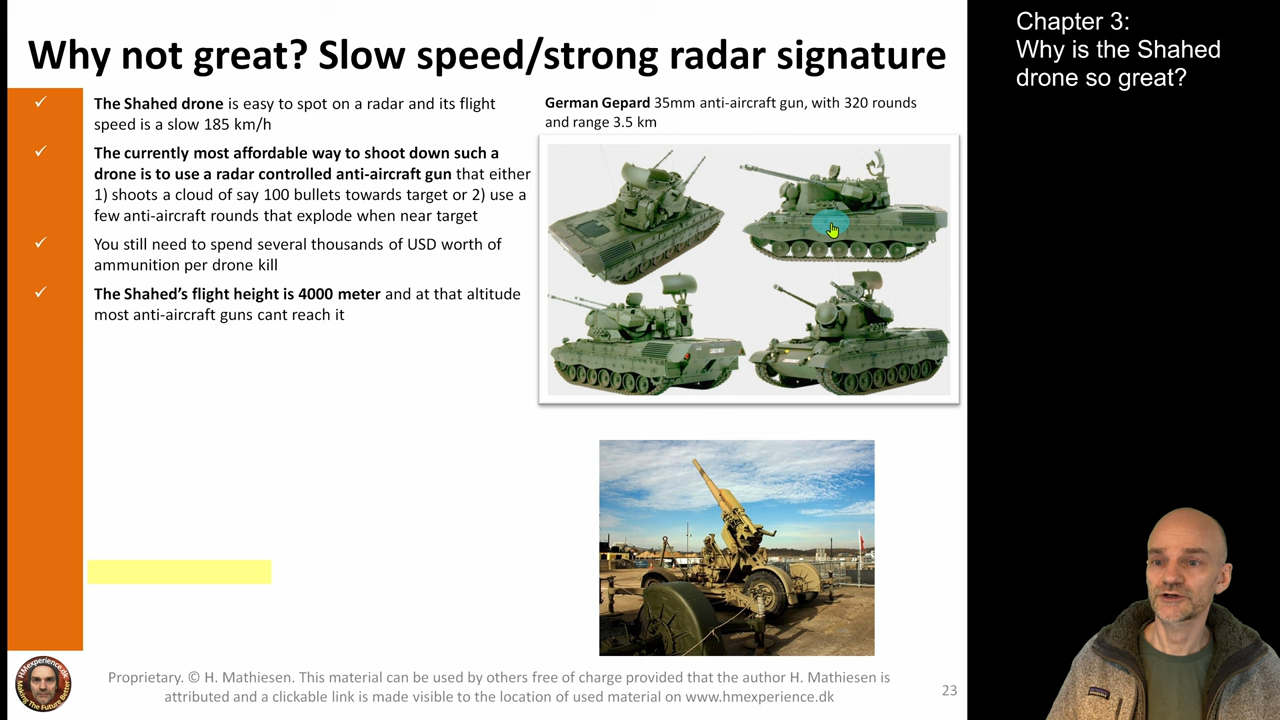 Why not great? Slow speed/strong radar signature
Chapter 3:
Why is the Shahed
drone so great?
✓ The Shahed drone is easy to spot on a radar and its flight
speed is a slow 185 km/h
✓ The currently most affordable way to shoot down such a
drone is to use a radar controlled anti-aircraft gun that either
1) shoots a cloud of say 100 bullets towards target or 2) use a
few anti-aircraft rounds that explode when near target
✓ You still need to spend several thousands of USD worth of
ammunition per drone kill
✓ The Shahed’s flight height is 4000 meter and at that altitude
most anti-aircraft guns cant reach it
German Gepard 35mm anti-aircraft gun, with 320 rounds
and range 3.5 km
HMexperience.dk
Making The Future Better
Proprietary. © H. Mathiesen. This material can be used by others free of charge provided that the author H. Mathiesen is
attributed and a clickable link is made visible to the location of used material on www.hmexperience.dk
23